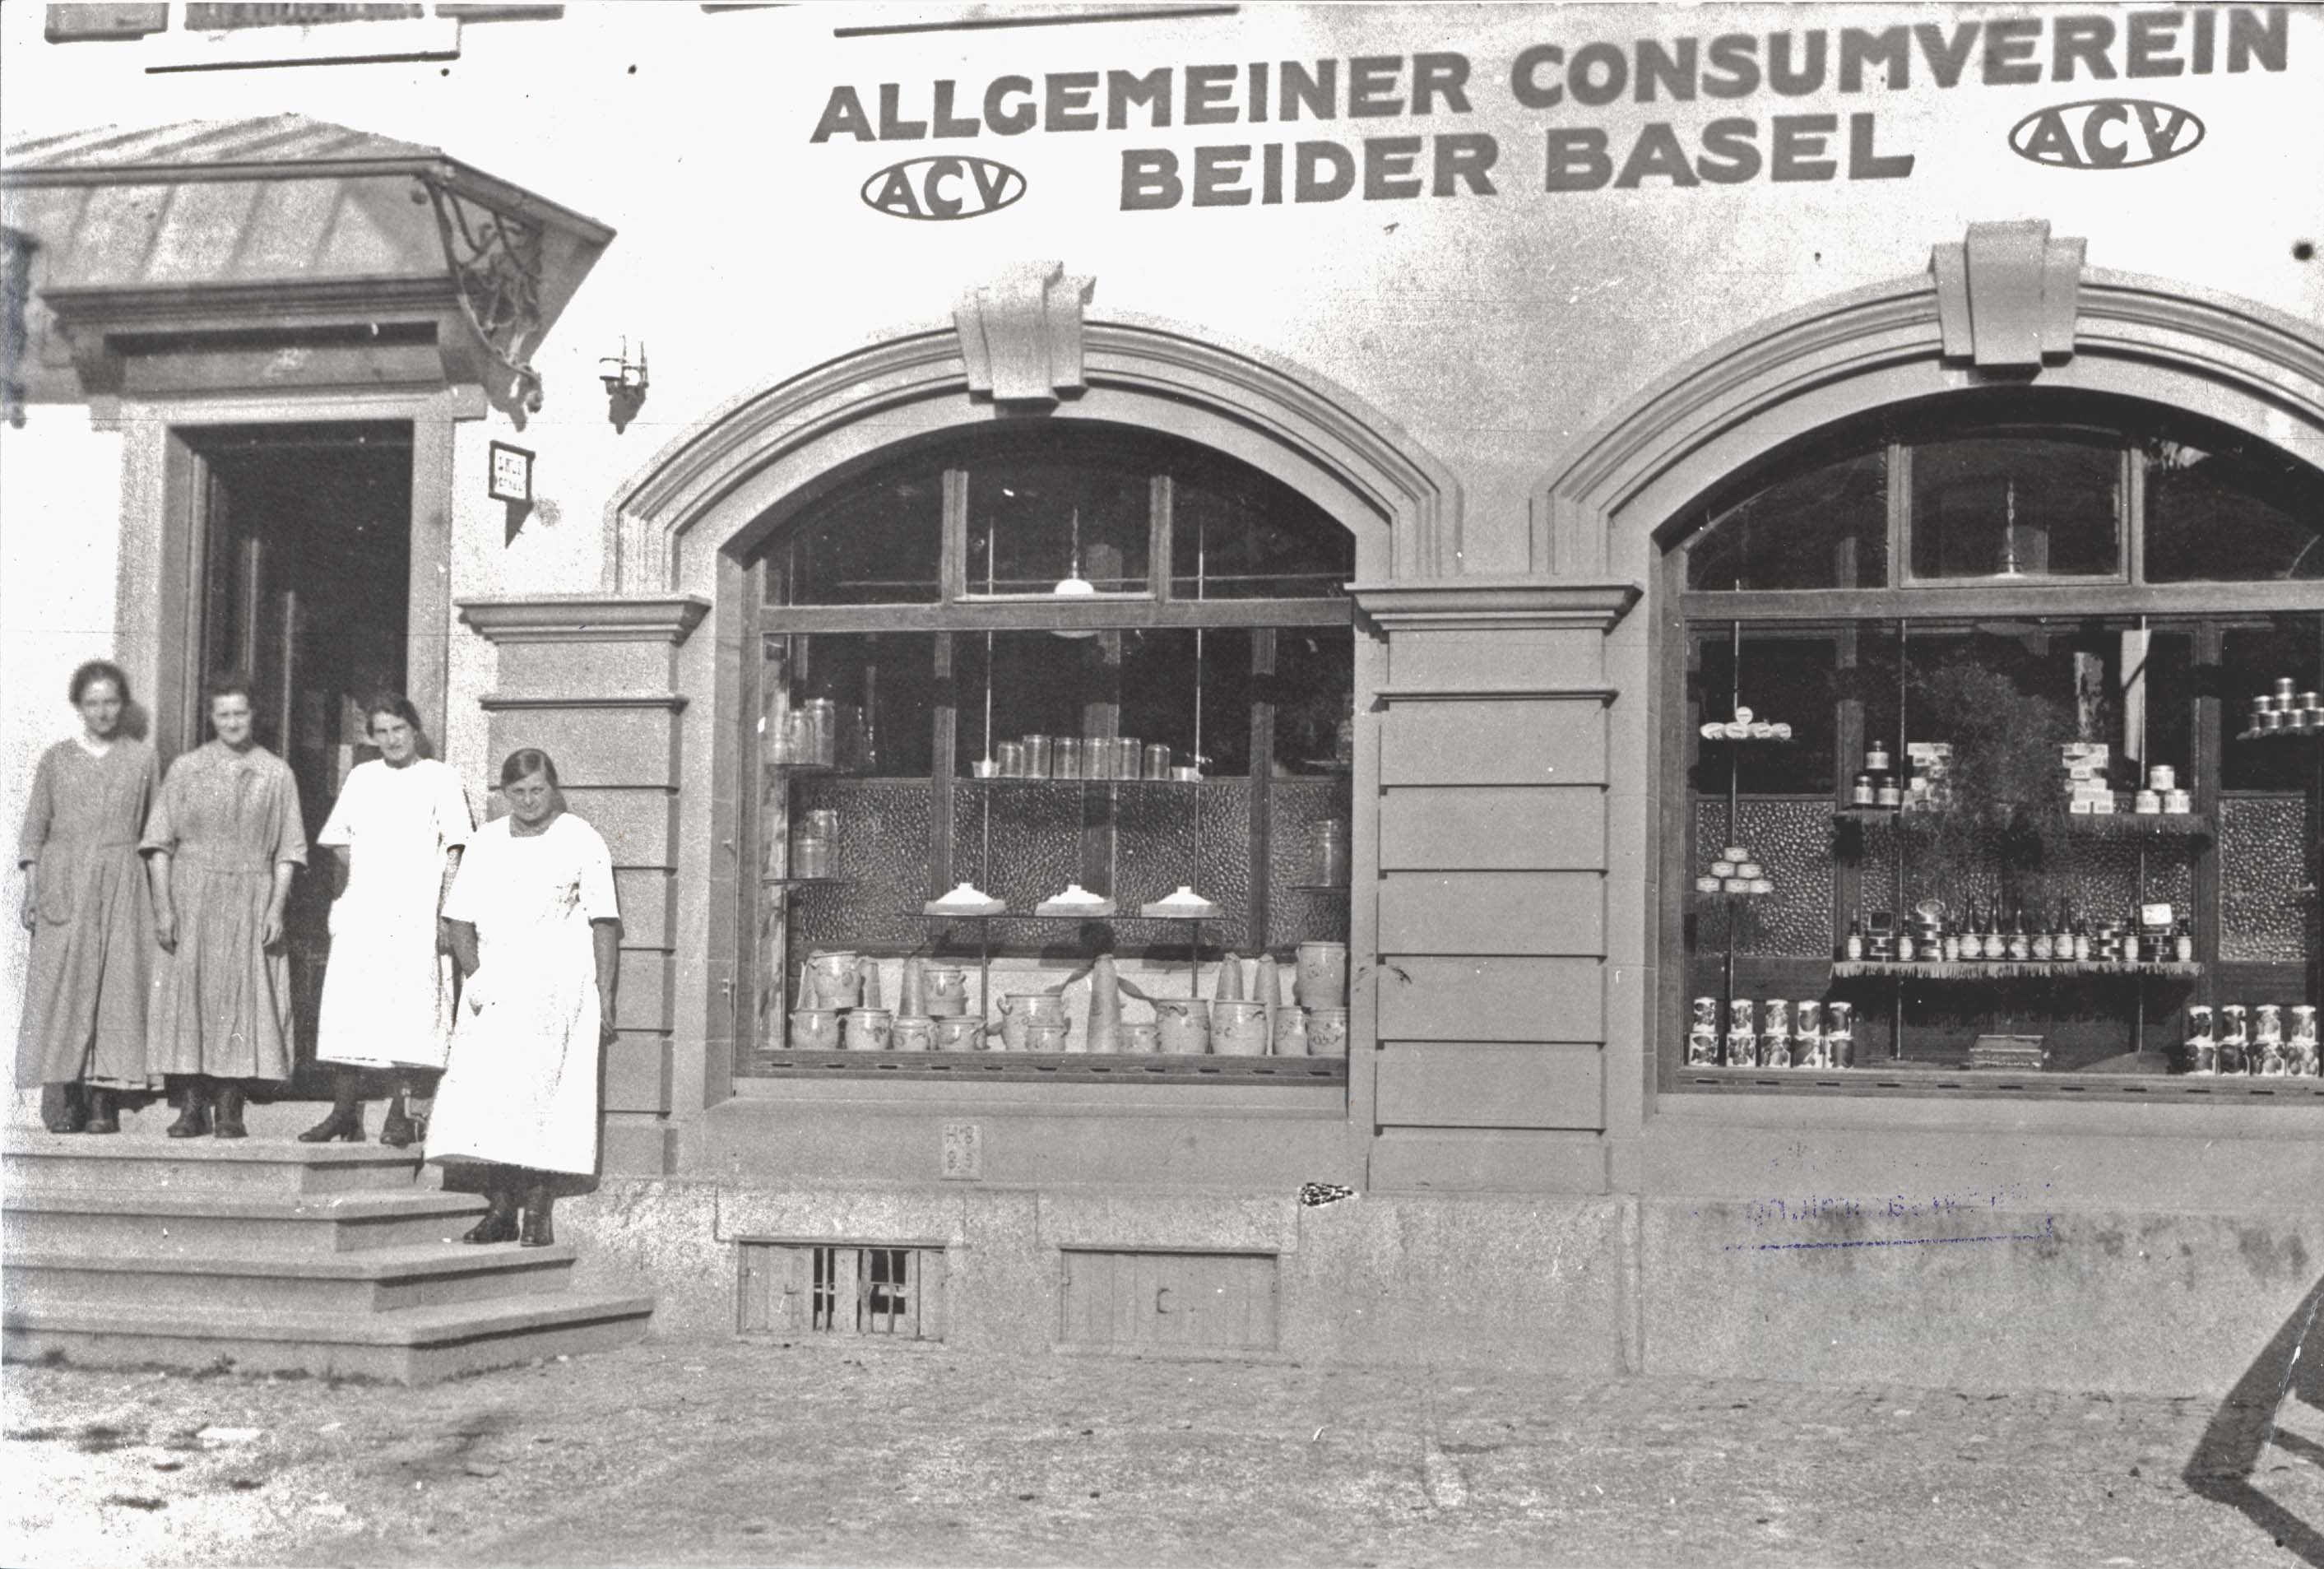 ALLGEMEINER CONSUMVEREIN
ACV BEIDER BASEL ACV